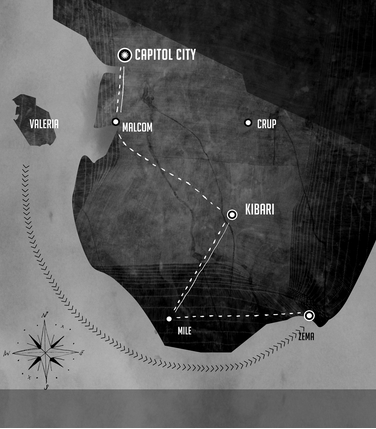 CAPITOL CITY
VALERIA
MALCOM
CRUP
KIBARI
MILE
ZEMA
N
E
S